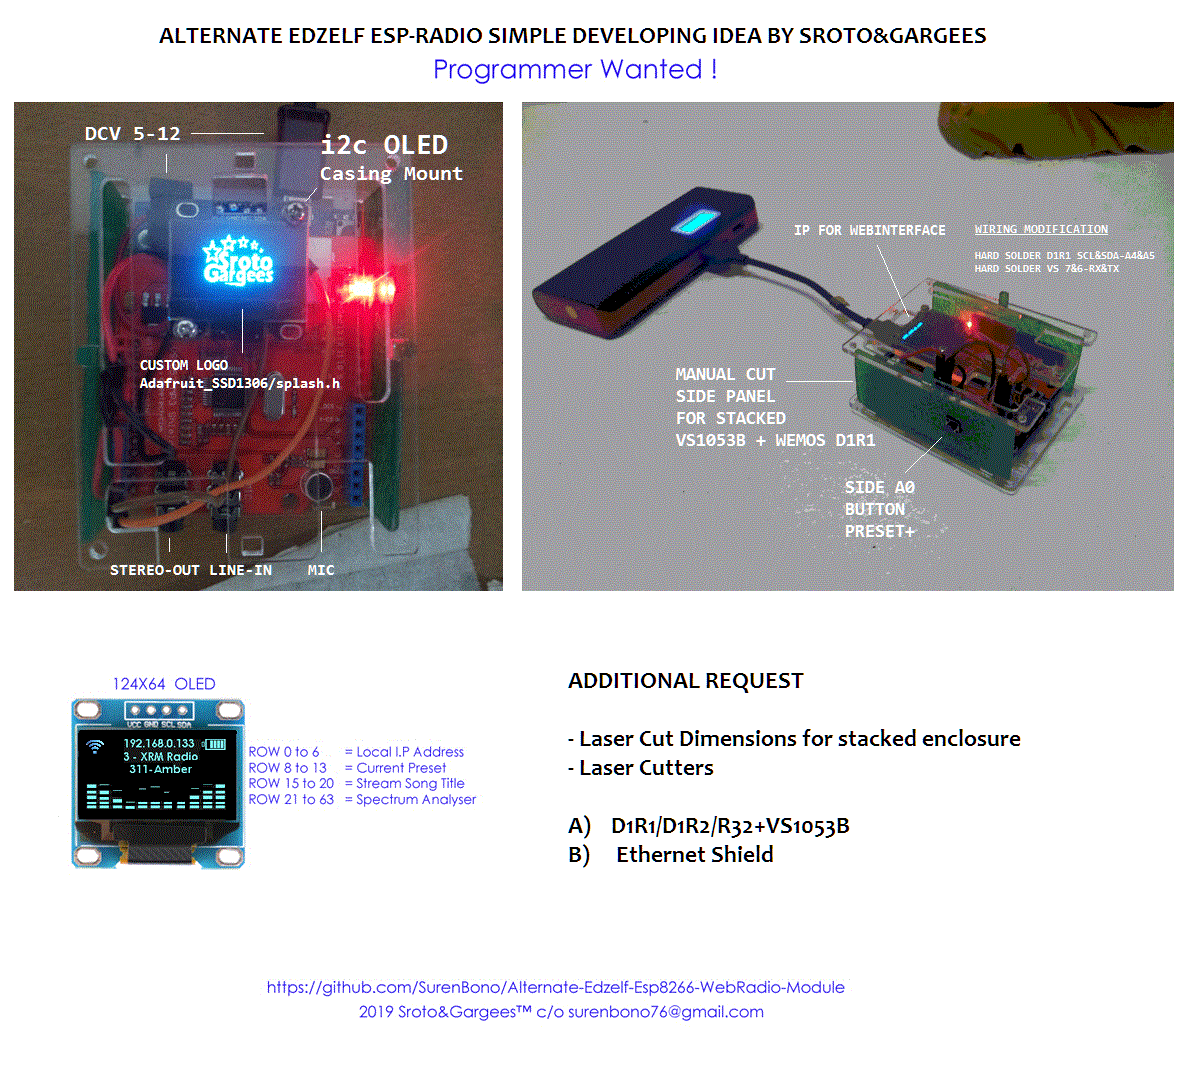 ALTERNATE EDZELF ESP-RADIO SIMPLE DEVELOPING IDEA BY SROTO&GARGEES
Programmer Wanted !
DCV 5-12
i2c OLED
Casing Mount
Sroto
Gargees
CUSTOM LOGO
Adafruit_SSD1306/splash.h
STEREO-OUT LINE-IN MIC
IP FOR WEBINTERFACE
WIRING MODIFICATION
HARD SOLDER D1R1 SCL&SDA-A4&A5
HARD SOLDER VS 7&6-RX&TX
MANUAL CUT
SIDE PANEL
FOR STACKED
VS1053B + WEMOS D1R1
SIDE A0
BUTTON
PRESET+
124X64 OLED
VCC GND SCL SDA
192.168.0.133
3 - XRM Radio
311-Amber
ROW 0 to 6 = Local I.P Address
ROW 8 to 13 = Current Preset
ROW 15 to 20 = Stream Song Title
ROW 21 to 63 = Spectrum Analyser
ADDITIONAL REQUEST
- Laser Cut Dimensions for stacked enclosure
- Laser Cutters
A) D1R1/D1R2/R32+VS1053B
B) Ethernet Shield
https://github.com/SurenBono/Alternate-Edzelf-Esp8266-WebRadio-Module
2019 Sroto&Gargees™ c/o surenbono76@gmail.com